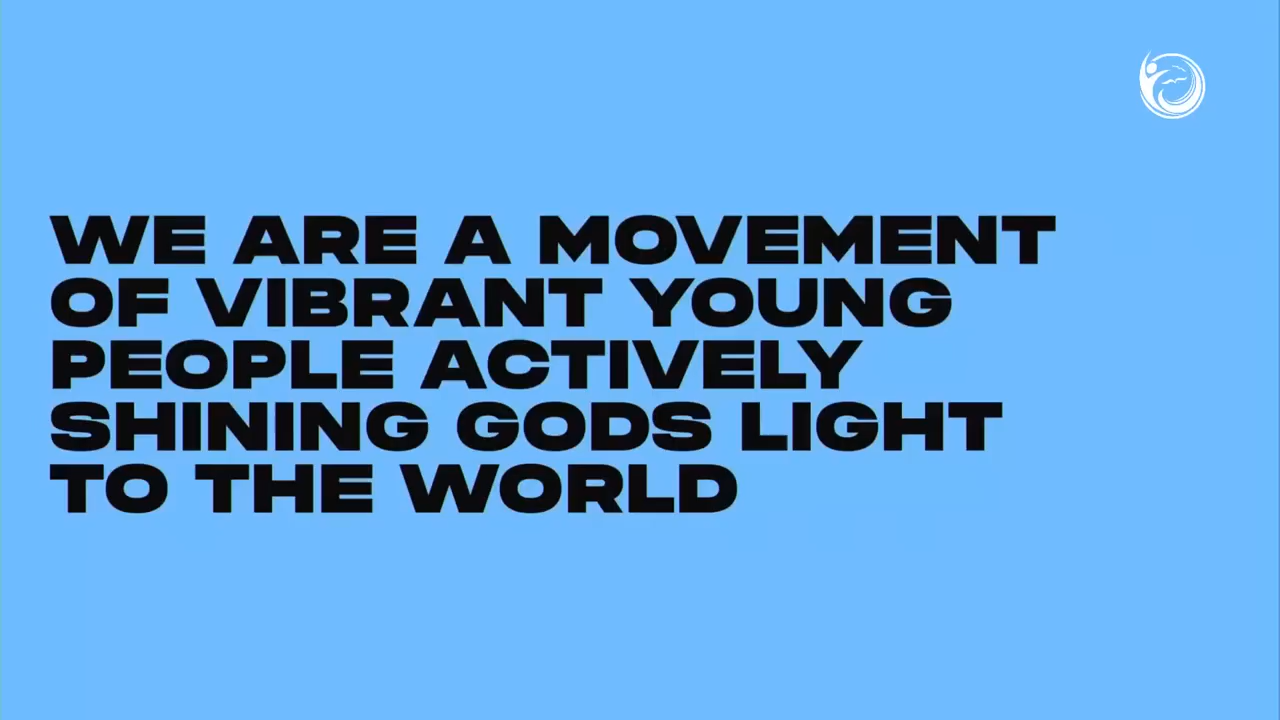 WE ARE A MOVEMENT
OF VIBRANT YOUNG
PEOPLE ACTIVELY
SHINING GODS LIGHT
TO THE WORLD